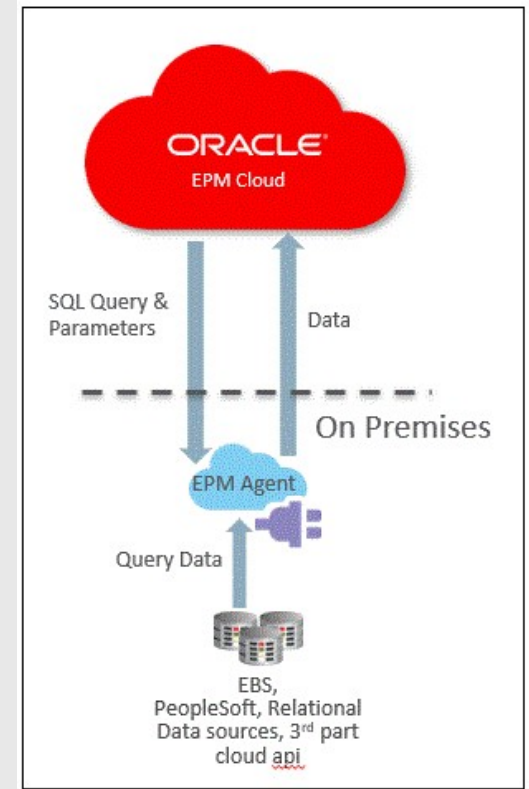 ORACLE®
EPM Cloud
SQL Query &
Parameters
Data
On Premises
EPM Agent
Query Data
EBS,
PeopleSoft, Relational
Data sources, 3rd part
cloud api